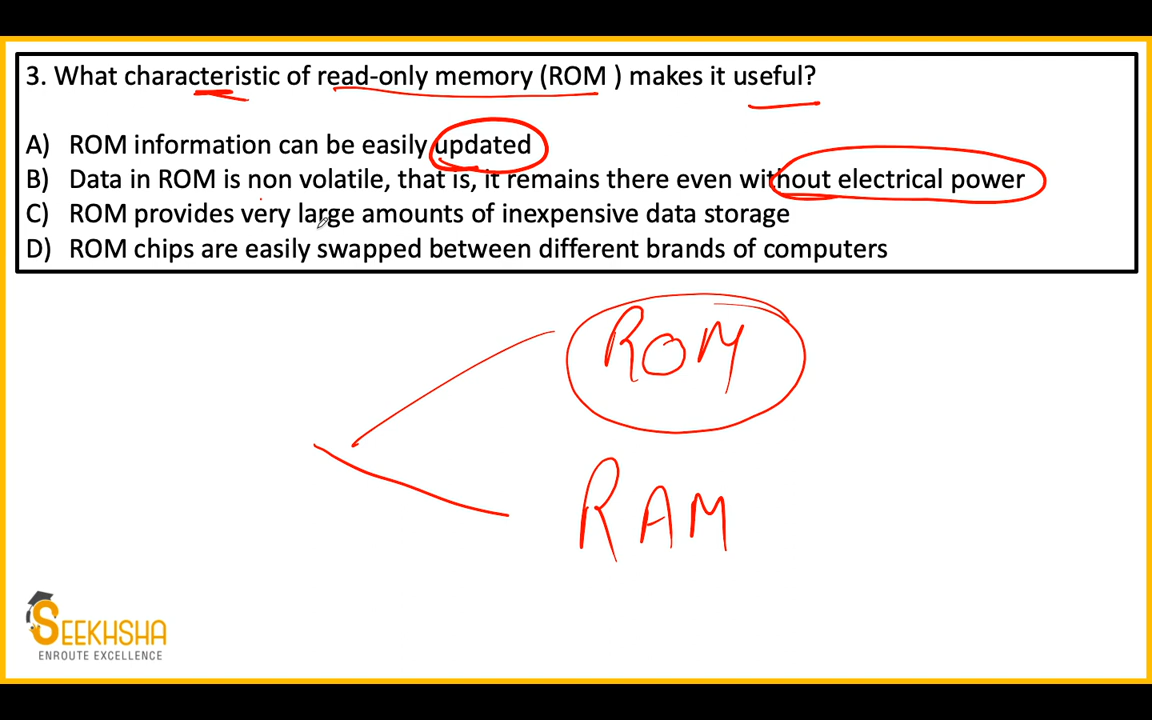 3. What characteristic of read-only memory (ROM ) makes it useful?
A) ROM information can be easily updated
B) Data in ROM is non volatile, that is, it remains there even without electrical power
C) ROM provides very large amounts of inexpensive data storage
D) ROM chips are easily swapped between different brands of computers
ROM
RAM
SEEKHSHA
ENROUTE EXCELLENCE